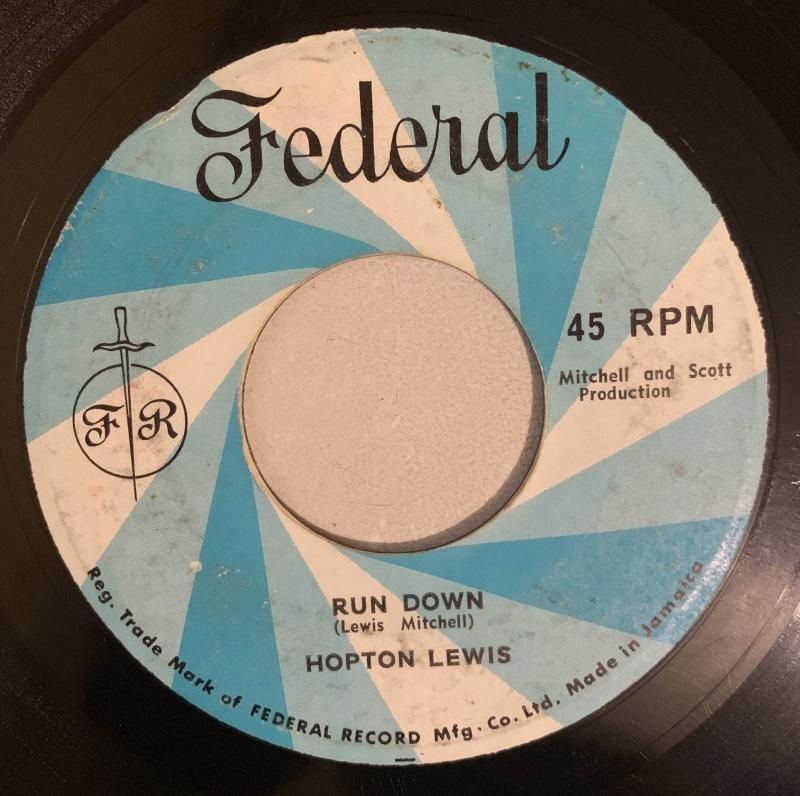 Federal
45 RPM
Mitchell and Scott
Production
F R
RUN DOWN
(Lewis Mitchell)
HOPTON LEWIS
Reg. Trade Mark of FEDERAL RECORD Mfg. Co. Ltd. Made in Jamaica